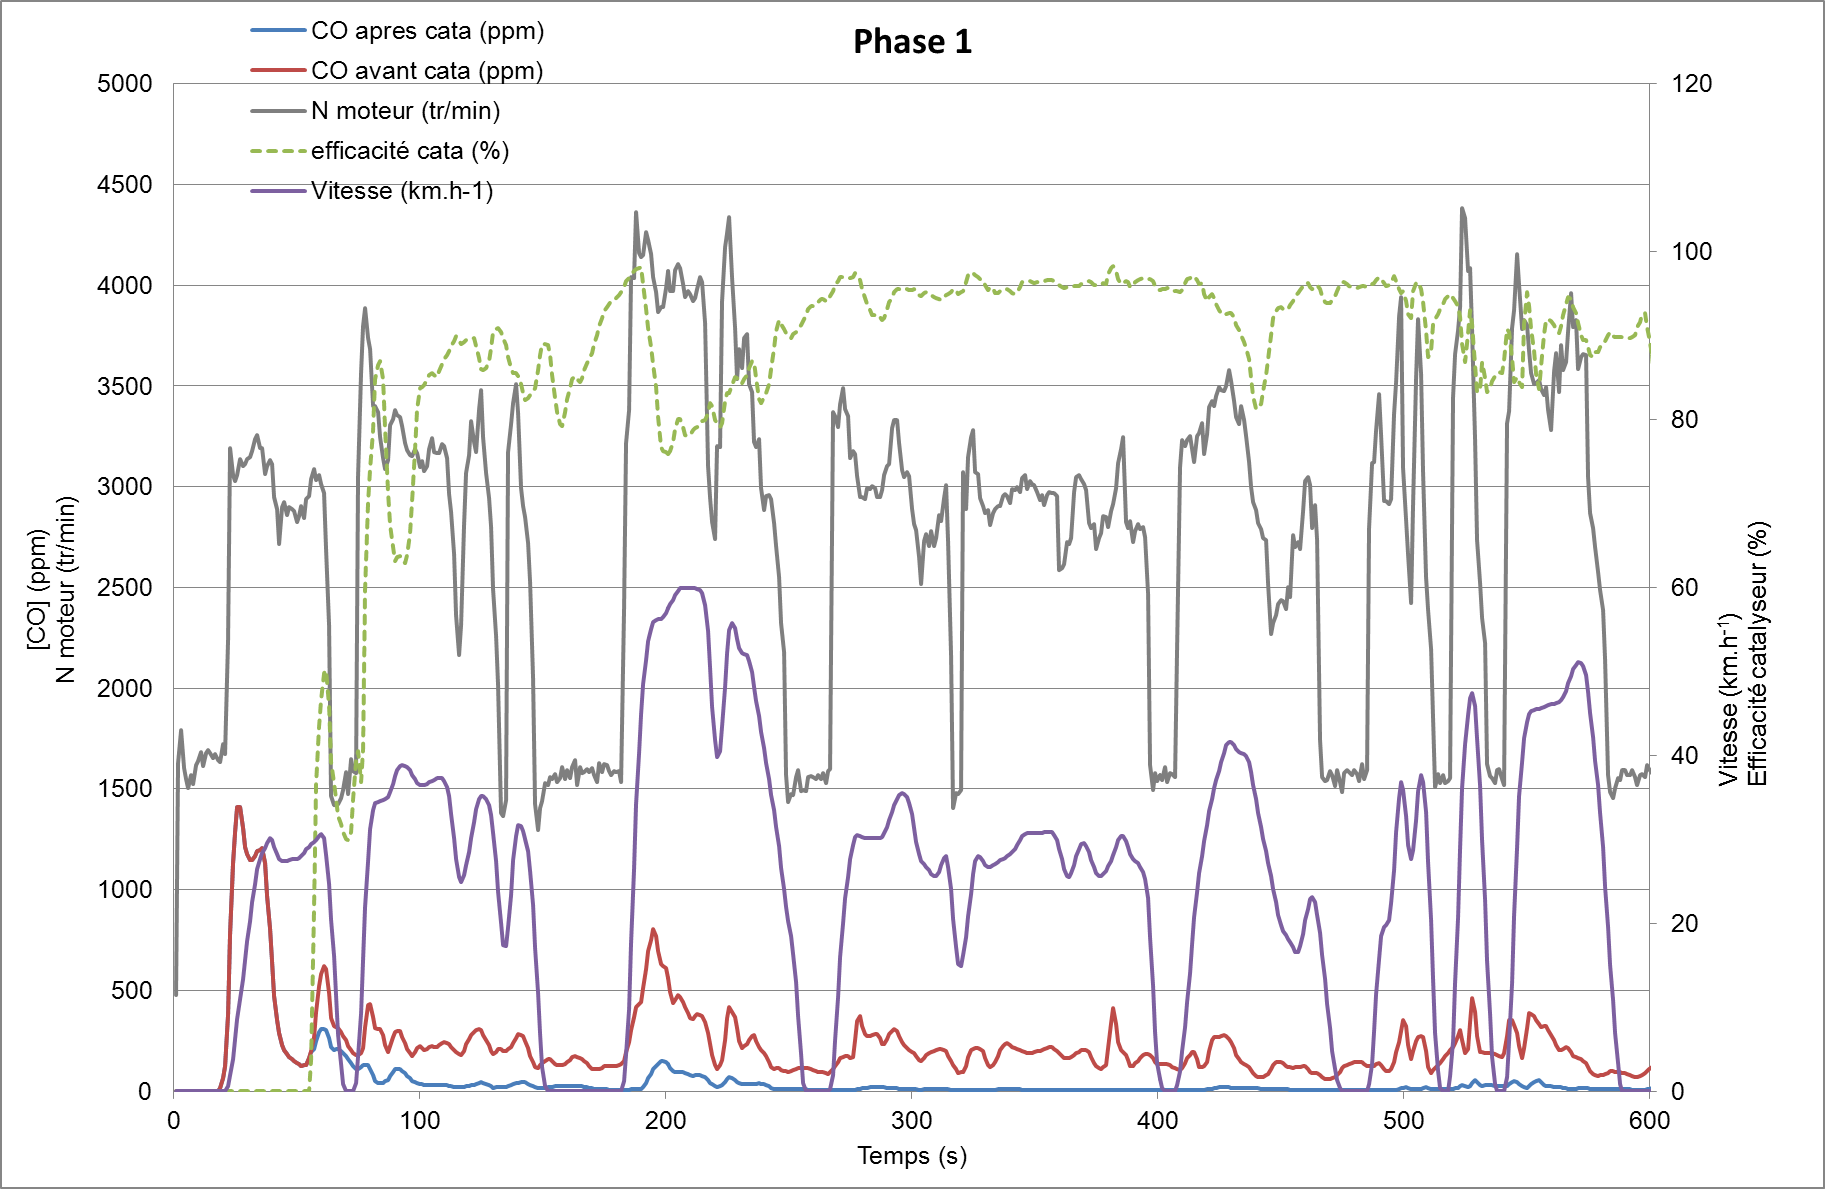 Phase 1
CO apres cata (ppm)
CO avant cata (ppm)
N moteur (tr/min)
efficacité cata (%)
Vitesse (km.h-1)
5000
4500
4000
3500
3000
2500
2000
1500
1000
500
0
[CO] (ppm)
N moteur (tr/min)
120
100
80
60
40
20
0
Vitesse (km.h-1)
Efficacité catalyseur (%)
0
100
200
300
400
500
600
Temps (s)